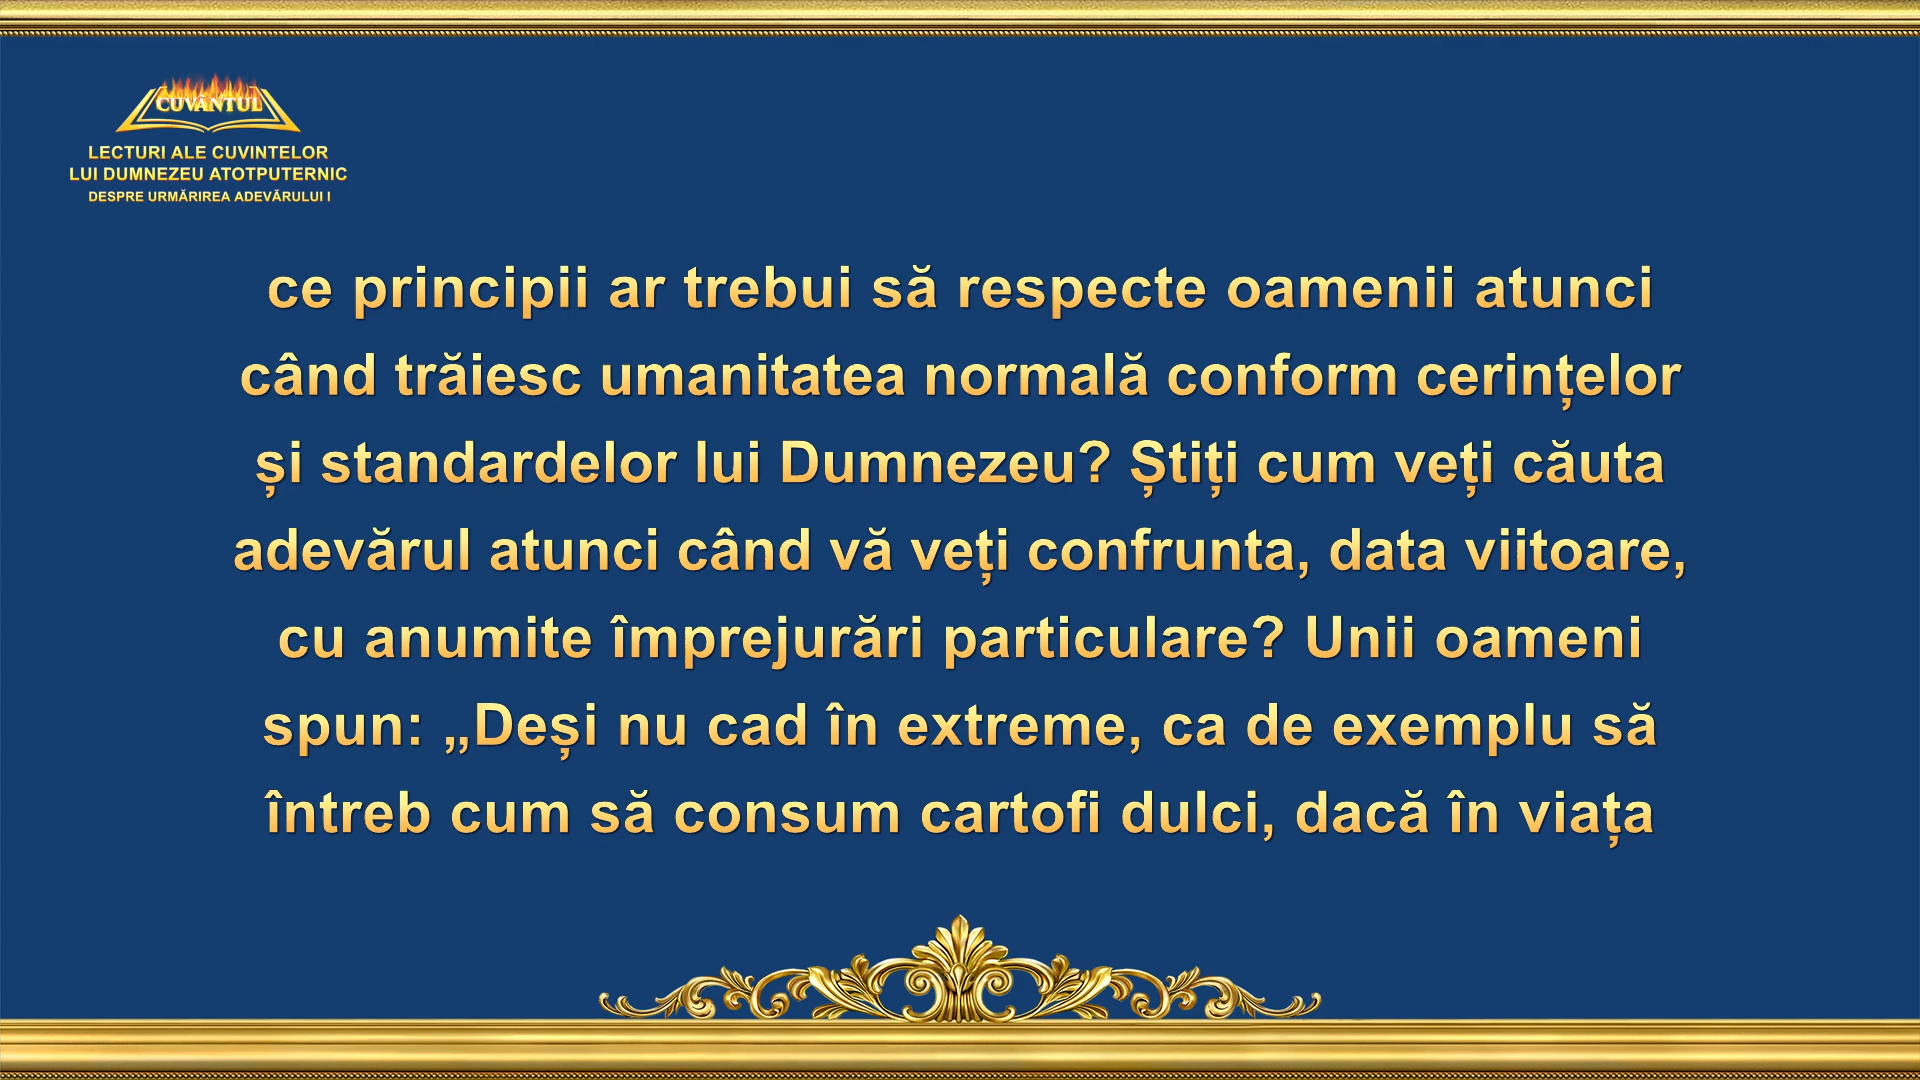 CUVÂNTUL
LECTURI ALE CUVINTELOR
LUI DUMNEZEU ATOTPUTERNIC
DESPRE URMĂRIREA ADEVĂRULUI I
ce principii ar trebui să respecte oamenii atunci
când trăiesc umanitatea normală conform cerințelor
și standardelor lui Dumnezeu? Știți cum veți căuta
adevărul atunci când vă veți confrunta, data viitoare,
cu anumite împrejurări particulare? Unii oameni
spun: „Deși nu cad în extreme, ca de exemplu să
întreb cum să consum cartofi dulci, dacă în viața